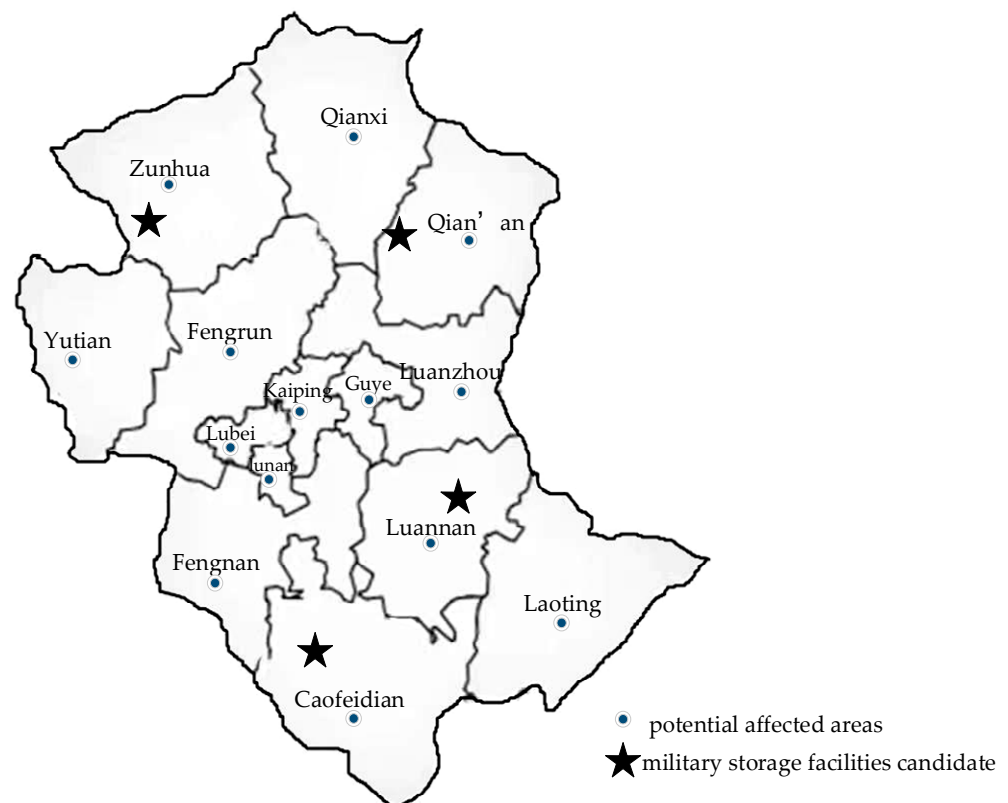 Qianxi
Zunhua
Qian’ an
Yutian
Fengrun
Luanzhou
Kaiping
Guye
Lubei
unan
Luannan
Fengnan
Laoting
Caofeidian
potential affected areas
military storage facilities candidate